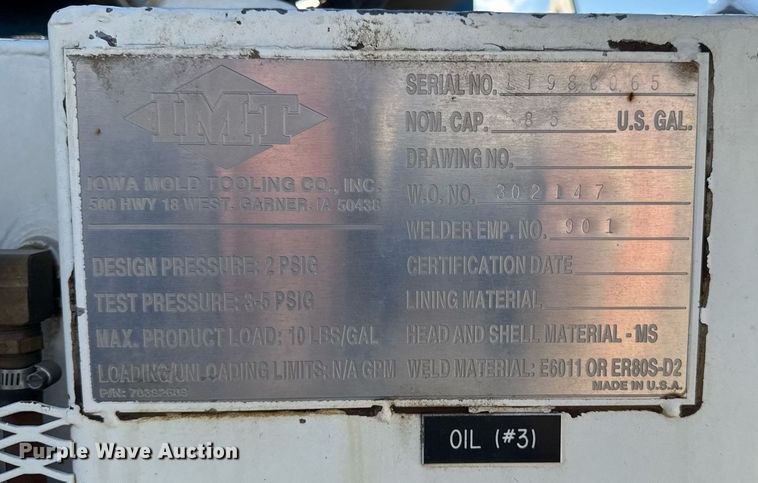 IMT
IOWA MOLD TOOLING CO., INC.
500 HWY 18 WEST. GARNER, IA 50438
DESIGN PRESSURE: 2 PSIG
TEST PRESSURE: 3-5 PSIG
MAX. PRODUCT LOAD: 10 LBS/GAL
LOADING/UNLOADING LIMITS: N/A GPM
P/N:
SERIAL NO.
NOM. CAP. 85 U.S. GAL.
DRAWING NO.
W.O. NO. 302147
WELDER EMP. NO. 901
CERTIFICATION DATE
LINING MATERIAL
HEAD AND SHELL MATERIAL - MS
WELD MATERIAL: E6011 OR ER80S-D2
MADE IN U.S.A.
OIL (#3)
Purple Wave Auction